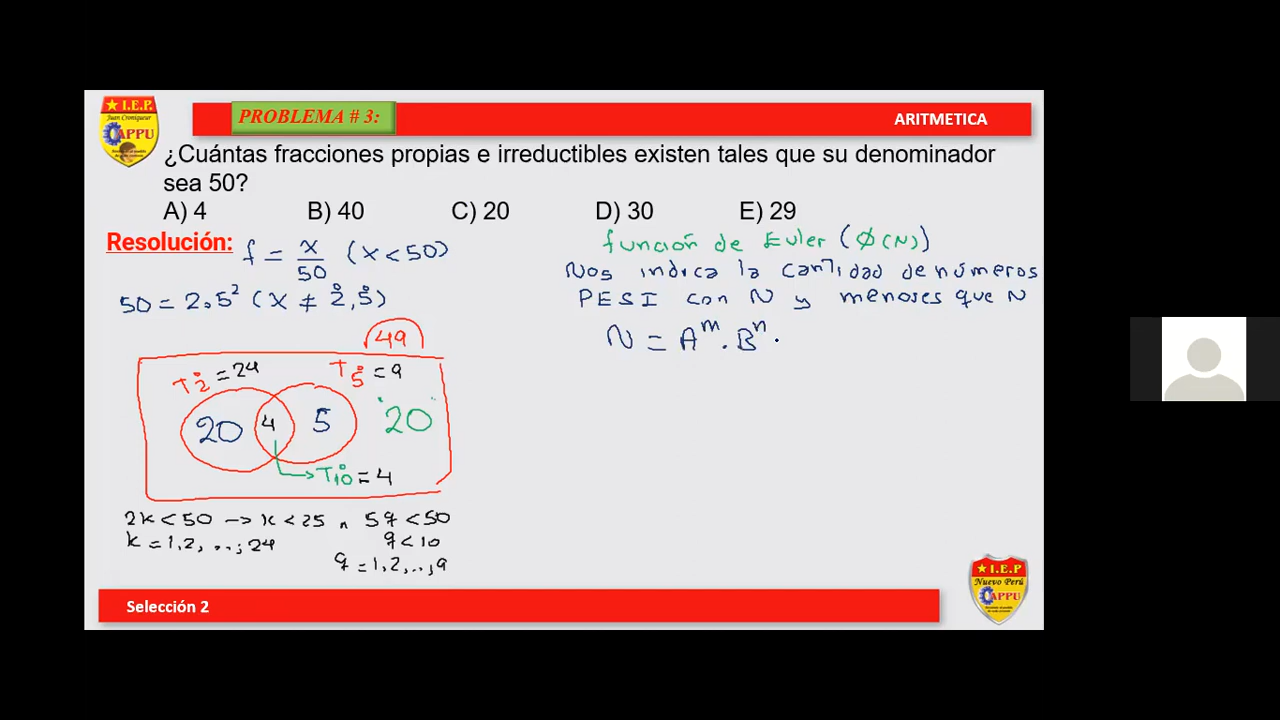 ★ I.E.P.
Juan Croniqueur
CAPPU
PROBLEMA # 3:
ARITMETICA
¿Cuántas fracciones propias e irreductibles existen tales que su denominador
sea 50?
A) 4 B) 40 C) 20 D) 30 E) 29
Resolución: f = x/50 (x < 50)
50 = 2.5² (x ≠ 2̊, 5̊)
49
T2̊ = 24 T5̊ = 9
20 4 5 "20"
T10̊ = 4
2k < 50 → k < 25 ∧ 5q < 50
k = 1,2, ...; 24 q < 10
q = 1,2,..,9
función de Euler (φ(N))
Nos indica la cantidad de números
PESI con N y menores que N
N = Aᵐ . Bⁿ .
★ I.E.P
Nuevo Perú
CAPPU
Selección 2